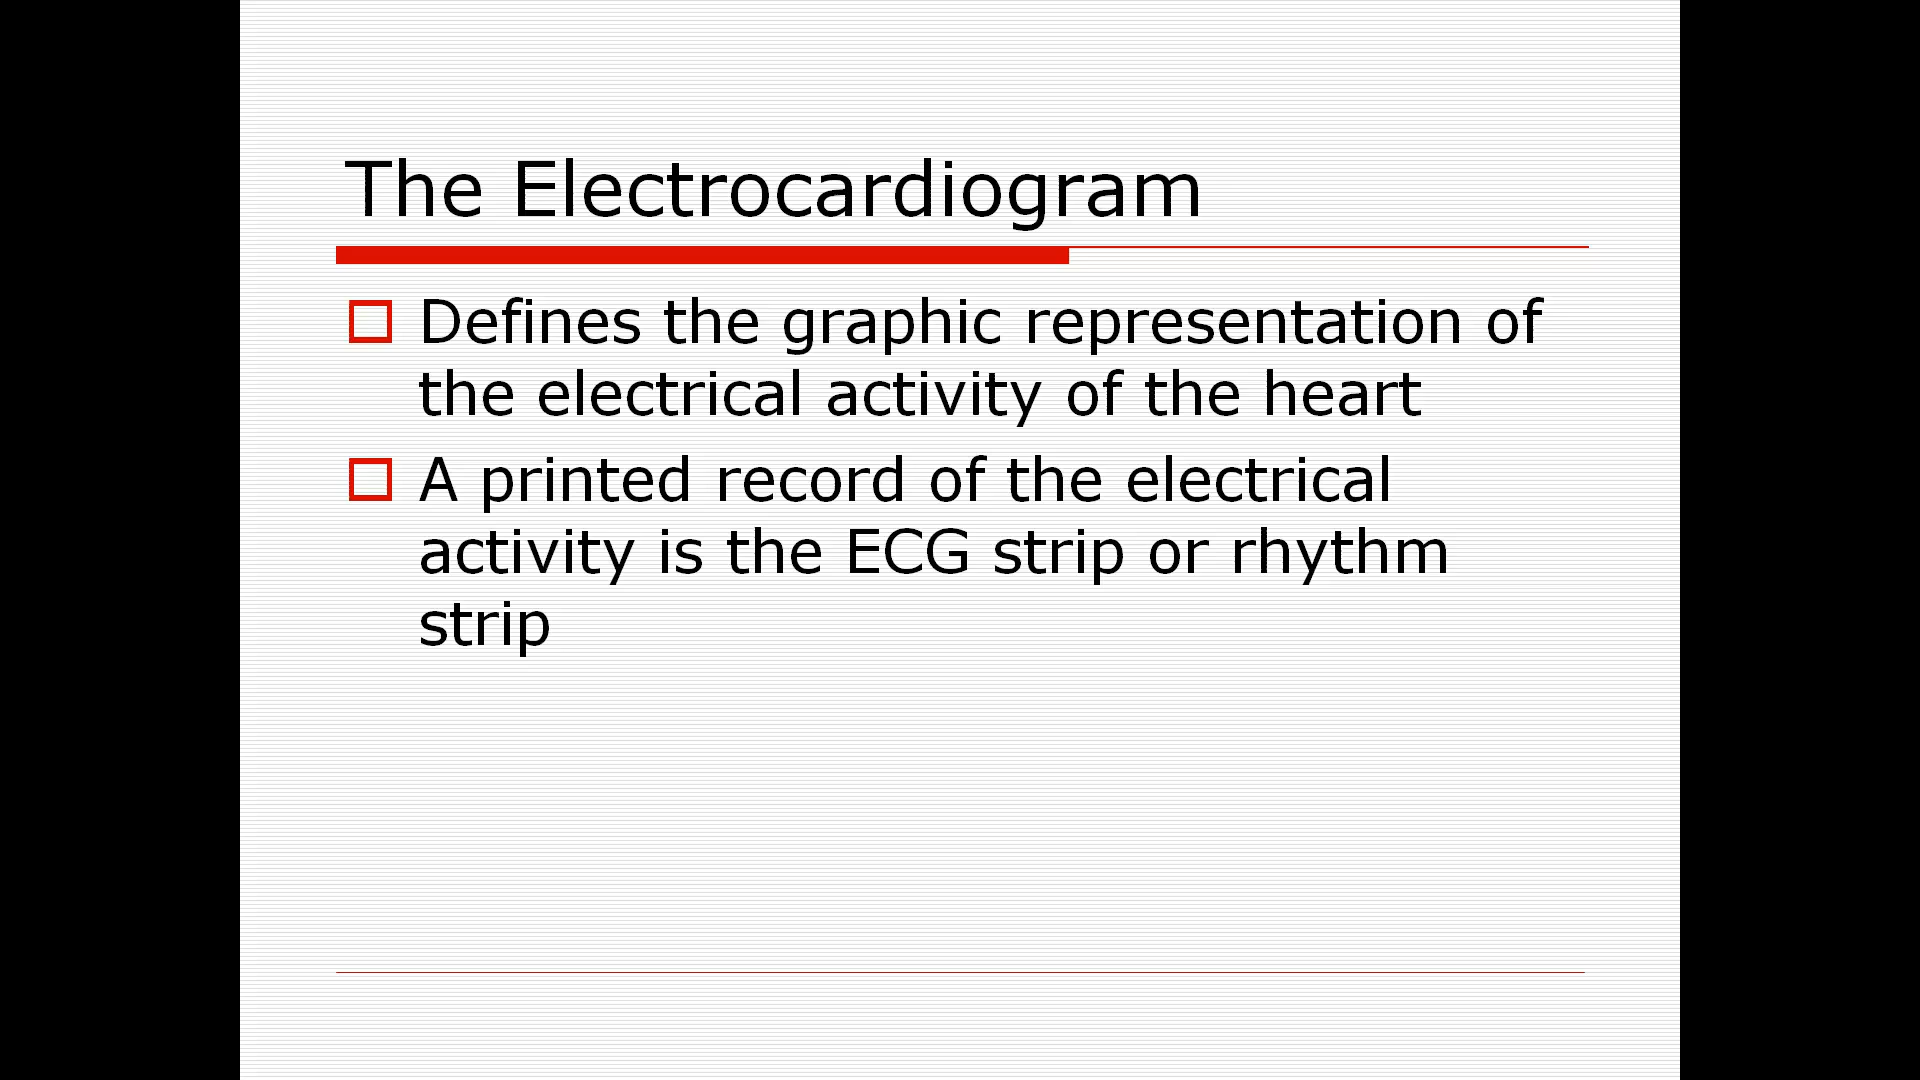 The Electrocardiogram
Defines the graphic representation of
the electrical activity of the heart
A printed record of the electrical
activity is the ECG strip or rhythm
strip